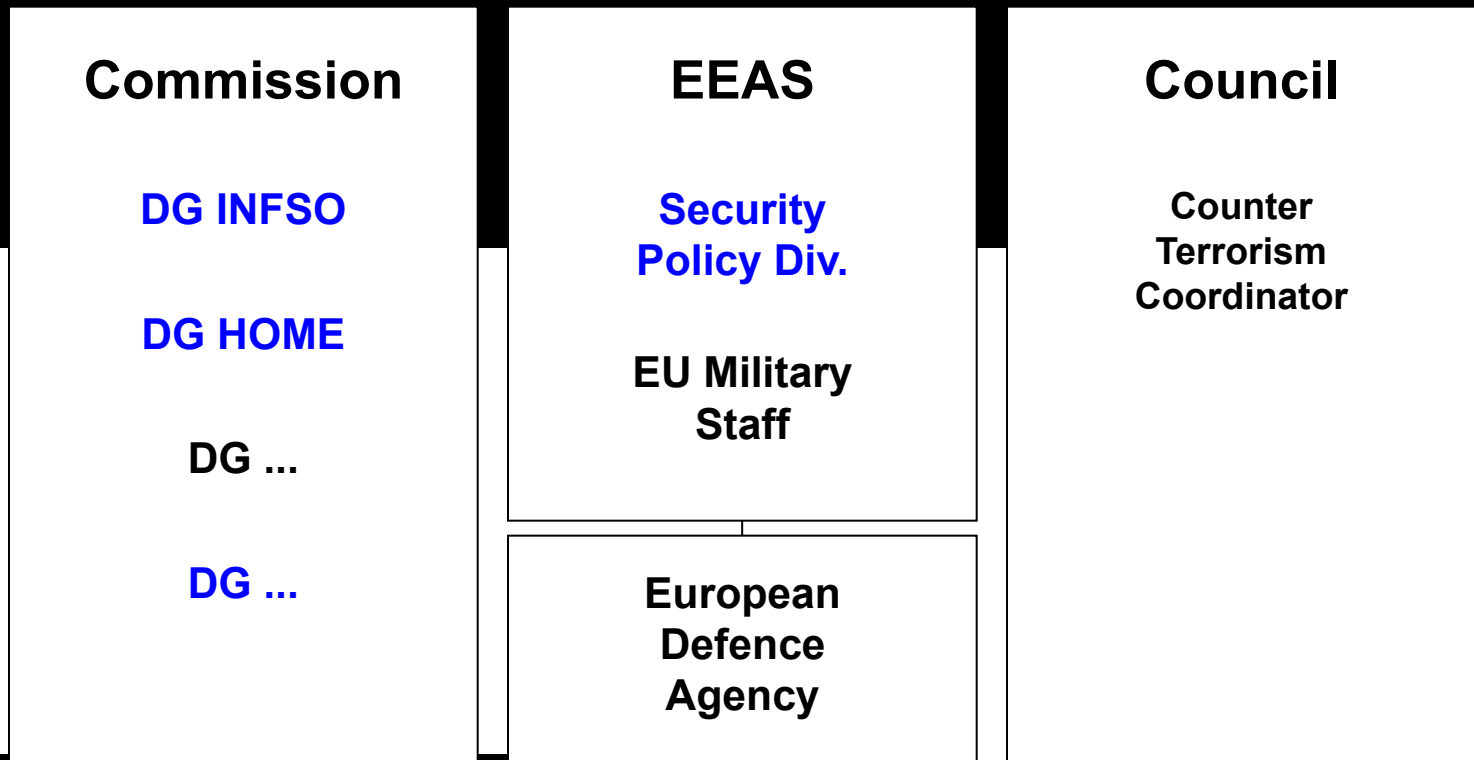 Commission
DG INFSO
DG HOME
DG ...
DG ...
EEAS
Security
Policy Div.
EU Military
Staff
European
Defence
Agency
Council
Counter
Terrorism
Coordinator